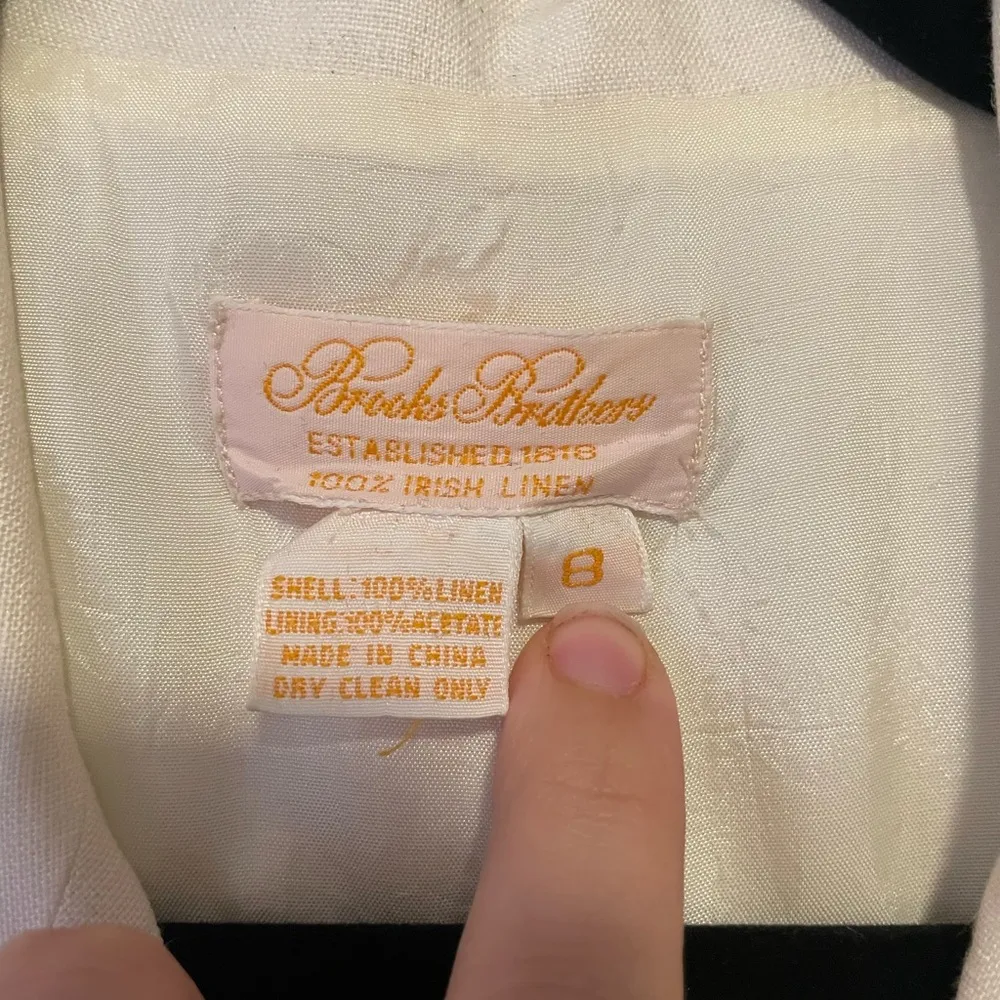 Brooks Brothers
ESTABLISHED 1818
100% IRISH LINEN
8
SHELL: 100% LINEN
LINING: 100% ACETATE
MADE IN CHINA
DRY CLEAN ONLY